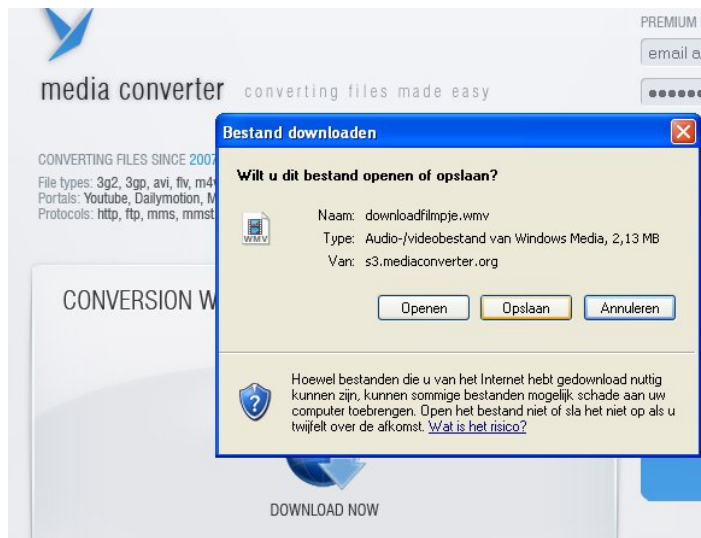 PREMIUM
email a
media converter converting files made easy
Bestand downloaden
CONVERTING FILES SINCE 2007
File types: 3g2, 3gp, avi, flv, m4v
Portals: Youtube, Dailymotion, M
Protocols: http, ftp, mms, mmst
Wilt u dit bestand openen of opslaan?
WMV
Naam: downloadfilmpje.wmv
Type: Audio-/videobestand van Windows Media, 2,13 MB
Van: s3.mediaconverter.org
CONVERSION W
Openen Opslaan Annuleren
Hoewel bestanden die u van het Internet hebt gedownload nuttig
kunnen zijn, kunnen sommige bestanden mogelijk schade aan uw
computer toebrengen. Open het bestand niet of sla het niet op als u
twijfelt over de afkomst. Wat is het risico?
DOWNLOAD NOW